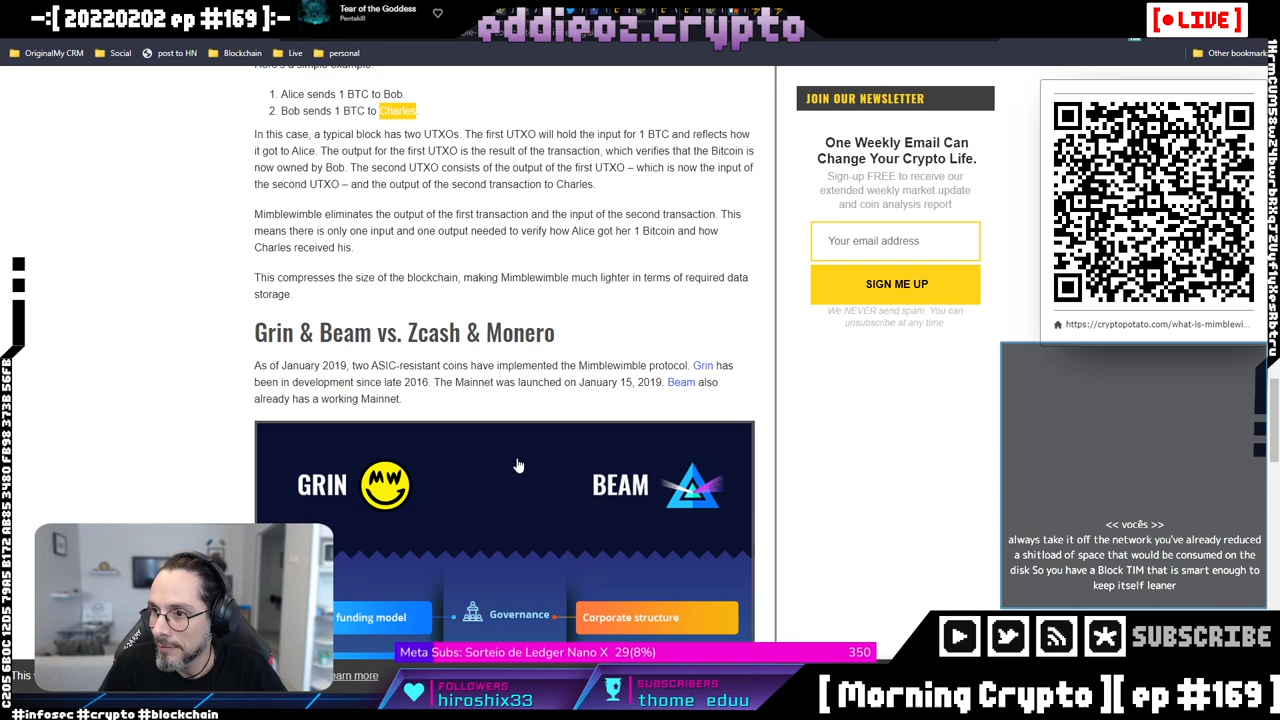 -:[ 20220202 ep #169 ]:-
Tear of the Goddess
Pentakill
eddieoz.crypto
[ LIVE ]
OriginalMy CRM
Social
post to HN
Blockchain
Live
personal
Other bookmark
Here's a simple example:
1. Alice sends 1 BTC to Bob.
2. Bob sends 1 BTC to Charles.
In this case, a typical block has two UTXOs. The first UTXO will hold the input for 1 BTC and reflects how
it got to Alice. The output for the first UTXO is the result of the transaction, which verifies that the Bitcoin is
now owned by Bob. The second UTXO consists of the output of the first UTXO – which is now the input of
the second UTXO – and the output of the second transaction to Charles.
Mimblewimble eliminates the output of the first transaction and the input of the second transaction. This
means there is only one input and one output needed to verify how Alice got her 1 Bitcoin and how
Charles received his.
This compresses the size of the blockchain, making Mimblewimble much lighter in terms of required data
storage.
Grin & Beam vs. Zcash & Monero
As of January 2019, two ASIC-resistant coins have implemented the Mimblewimble protocol. Grin has
been in development since late 2016. The Mainnet was launched on January 15, 2019. Beam also
already has a working Mainnet.
GRIN
MW
BEAM
funding model
Governance
Corporate structure
JOIN OUR NEWSLETTER
One Weekly Email Can
Change Your Crypto Life.
Sign-up FREE to receive our
extended weekly market update
and coin analysis report
Your email address
SIGN ME UP
We NEVER send spam. You can
unsubscribe at any time.
https://cryptopotato.com/what-is-mimblewi...
<< vocês >>
always take it off the network you've already reduced
a shitload of space that would be consumed on the
disk So you have a Block TIM that is smart enough to
keep itself leaner
This
earn more
Meta Subs: Sorteio de Ledger Nano X 29(8%)
350
FOLLOWERS
hiroshix33
SUBSCRIBERS
thome_eduu
SUBSCRIBE
[ Morning Crypto ][ ep #169 ]
#infosec #crypto #blockchain